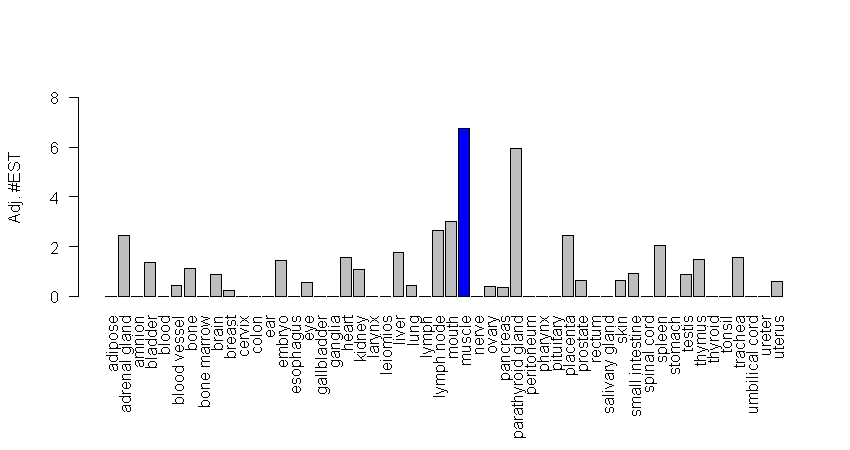 Adj. #EST
8
6
4
2
0
adipose
adrenal gland
amnion
bladder
blood
blood vessel
bone
bone marrow
brain
breast
cervix
colon
ear
embryo
esophagus
eye
gallbladder
ganglia
heart
kidney
larynx
leiomios
liver
lung
lymph
lymph node
mouth
muscle
nerve
ovary
pancreas
parathyroid gland
peritoneum
pharynx
pituitary
placenta
prostate
rectum
salivary gland
skin
small intestine
spinal cord
spleen
stomach
testis
thymus
thyroid
tonsil
trachea
umbilical cord
ureter
uterus